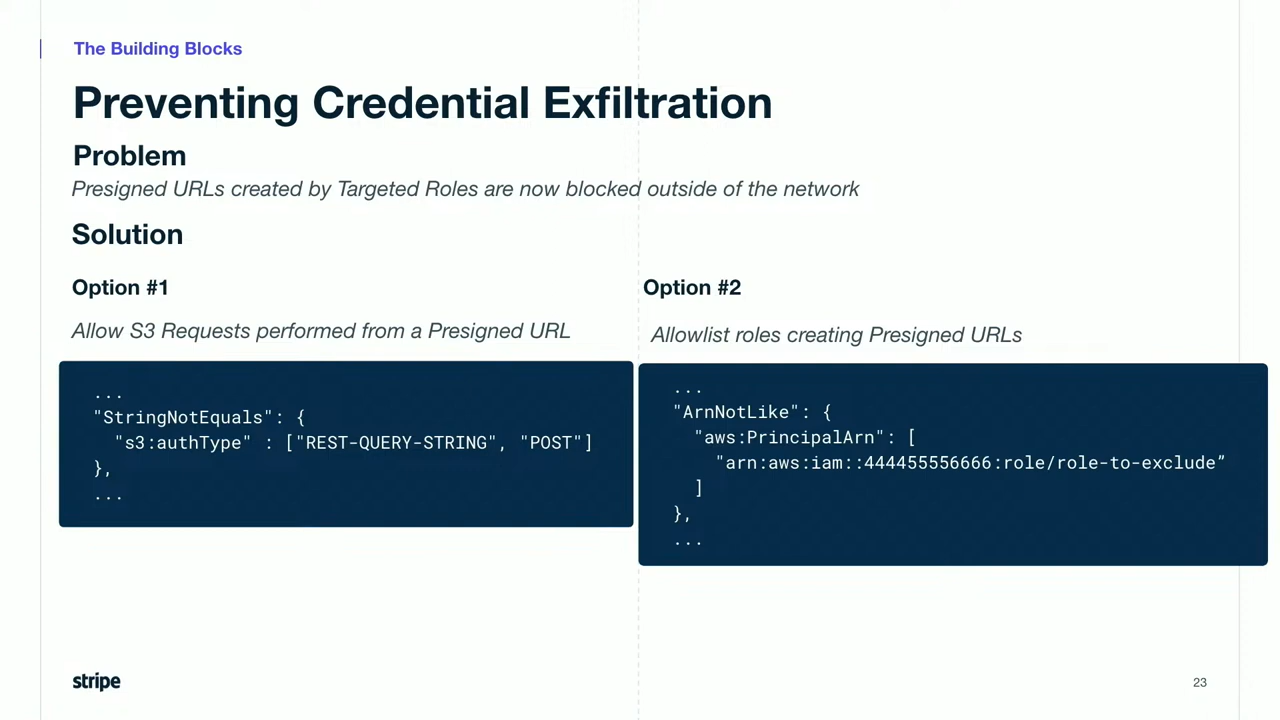 The Building Blocks
Preventing Credential Exfiltration
Problem
Presigned URLs created by Targeted Roles are now blocked outside of the network
Solution
Option #1
Allow S3 Requests performed from a Presigned URL
...
"StringNotEquals": {
"s3:authType" : ["REST-QUERY-STRING", "POST"]
},
...
Option #2
Allowlist roles creating Presigned URLs
...
"ArnNotLike": {
"aws:PrincipalArn": [
"arn:aws:iam::444455556666:role/role-to-exclude”
]
},
...
stripe
23